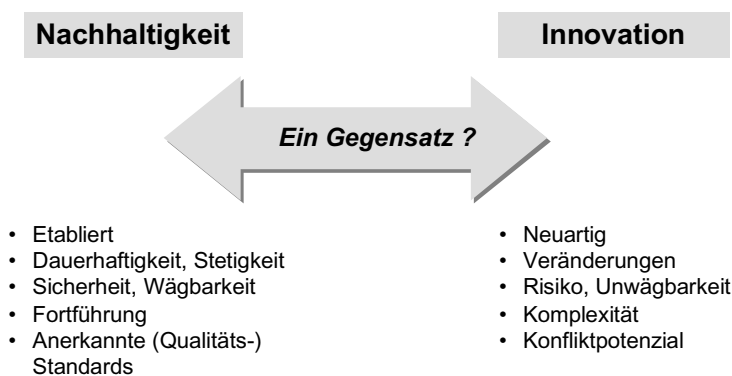 Nachhaltigkeit
Innovation
Ein Gegensatz ?
• Etabliert
• Dauerhaftigkeit, Stetigkeit
• Sicherheit, Wägbarkeit
• Fortführung
• Anerkannte (Qualitäts-)
Standards
• Neuartig
• Veränderungen
• Risiko, Unwägbarkeit
• Komplexität
• Konfliktpotenzial